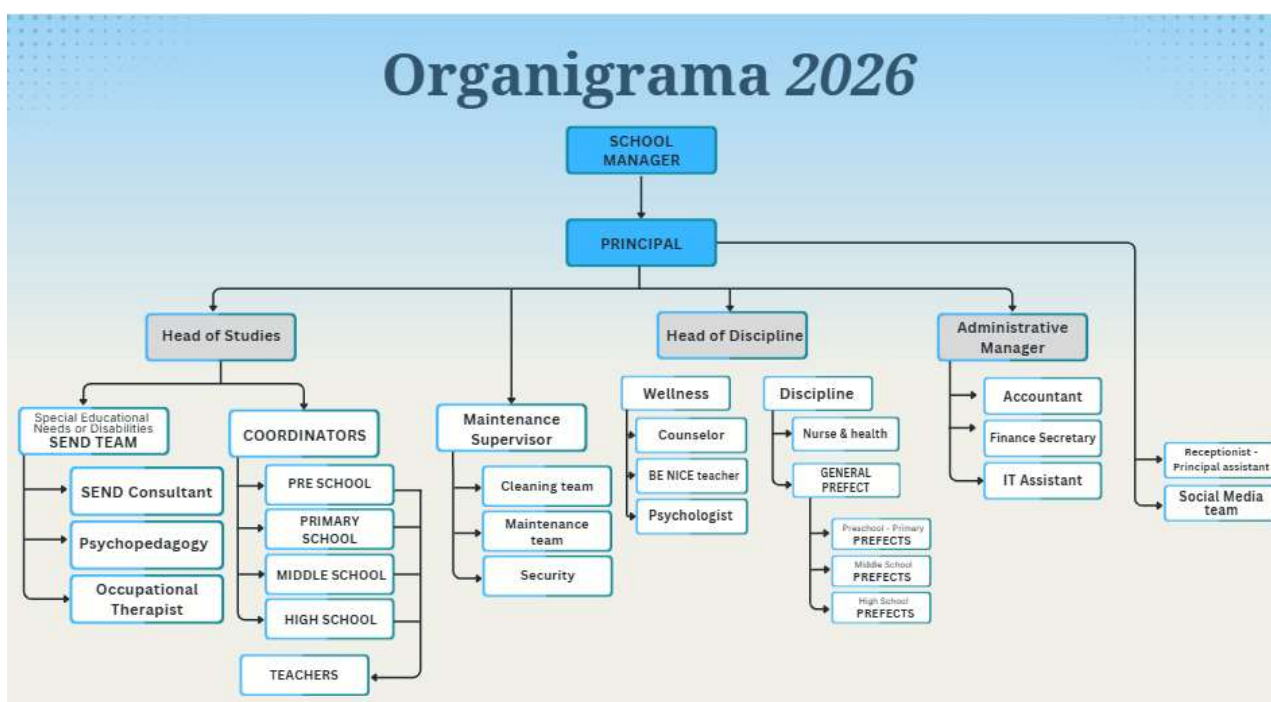 Organigrama 2026
SCHOOL
MANAGER
PRINCIPAL
Head of Studies
Head of Discipline
Administrative
Manager
Special Educational
Needs or Disabilities
SEND TEAM
SEND Consultant
Psychopedagogy
Occupational
Therapist
COORDINATORS
PRE SCHOOL
PRIMARY
SCHOOL
MIDDLE SCHOOL
HIGH SCHOOL
TEACHERS
Maintenance
Supervisor
Cleaning team
Maintenance
team
Security
Wellness
Counselor
BE NICE teacher
Psychologist
Discipline
Nurse & health
GENERAL
PREFECT
Preschool - Primary
PREFECTS
Middle School
PREFECTS
High School
PREFECTS
Accountant
Finance Secretary
IT Assistant
Receptionist -
Principal assistant
Social Media
team